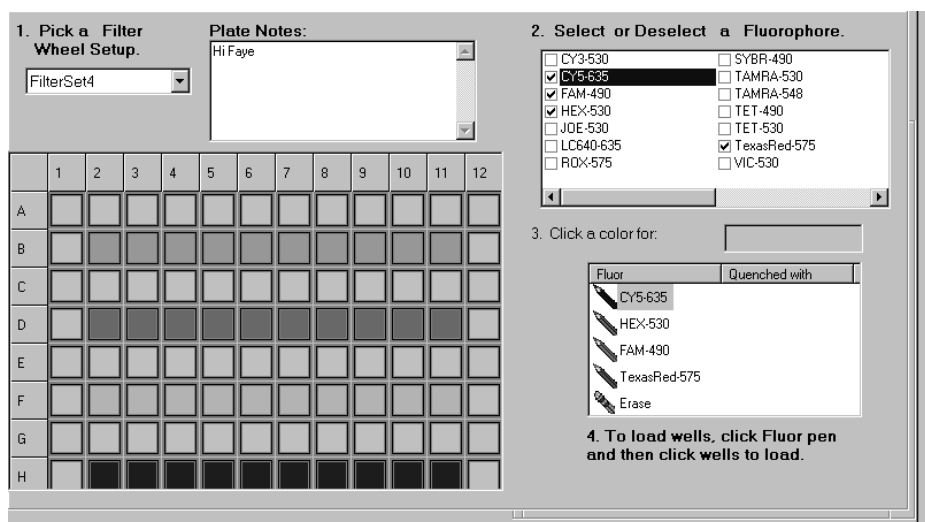 1. Pick a Filter
Wheel Setup.
FilterSet4
Plate Notes:
Hi Faye
2. Select or Deselect a Fluorophore.
CY3-530
CY5-635
FAM-490
HEX-530
JOE-530
LC640-635
ROX-575
SYBR-490
TAMRA-530
TAMRA-548
TET-490
TET-530
TexasRed-575
VIC-530
1 2 3 4 5 6 7 8 9 10 11 12
A
B
C
D
E
F
G
H
3. Click a color for:
Fluor Quenched with
CY5-635
HEX-530
FAM-490
TexasRed-575
Erase
4. To load wells, click Fluor pen
and then click wells to load.